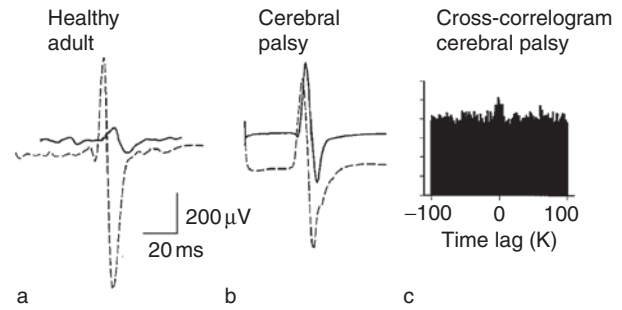 Healthy
adult
Cerebral
palsy
Cross-correlogram
cerebral palsy
200 µV
20 ms
−100 0 100
Time lag (K)
a b c